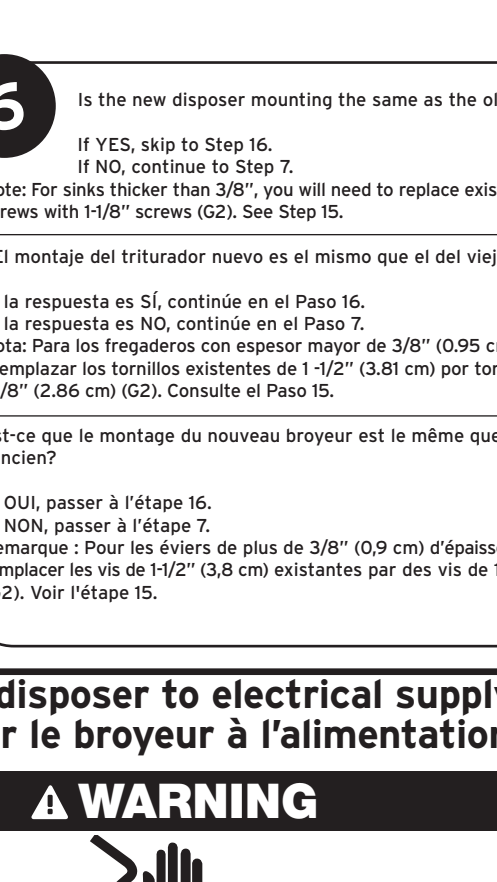 6
Is the new disposer mounting the same as the ol
If YES, skip to Step 16.
If NO, continue to Step 7.
ote: For sinks thicker than 3/8”, you will need to replace exis
rews with 1-1/8” screws (G2). See Step 15.
El montaje del triturador nuevo es el mismo que el del viej
la respuesta es SÍ, continúe en el Paso 16.
la respuesta es NO, continúe en el Paso 7.
ota: Para los fregaderos con espesor mayor de 3/8” (0.95 c
emplazar los tornillos existentes de 1 -1/2” (3.81 cm) por tor
/8” (2.86 cm) (G2). Consulte el Paso 15.
st-ce que le montage du nouveau broyeur est le même que
ncien?
OUI, passer à l’étape 16.
NON, passer à l’étape 7.
emarque : Pour les éviers de plus de 3/8” (0,9 cm) d’épaiss
mplacer les vis de 1-1/2” (3,8 cm) existantes par des vis de 1
2). Voir l'étape 15.
disposer to electrical supply
r le broyeur à l’alimentation
WARNING